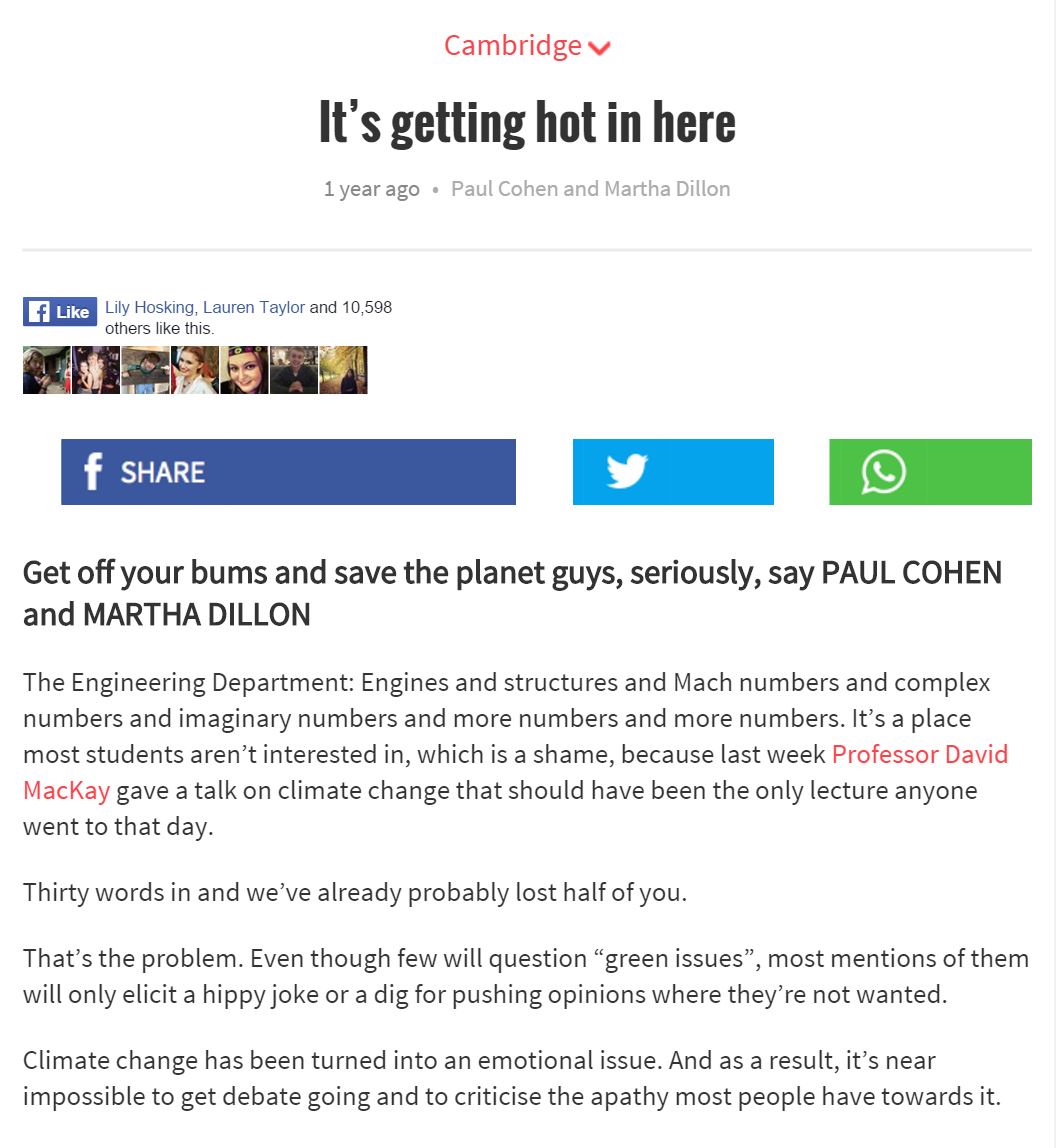 Cambridge
It’s getting hot in here
1 year ago • Paul Cohen and Martha Dillon
Like
Lily Hosking, Lauren Taylor and 10,598
others like this.
SHARE
Get off your bums and save the planet guys, seriously, say PAUL COHEN
and MARTHA DILLON
The Engineering Department: Engines and structures and Mach numbers and complex
numbers and imaginary numbers and more numbers and more numbers. It’s a place
most students aren’t interested in, which is a shame, because last week Professor David
MacKay gave a talk on climate change that should have been the only lecture anyone
went to that day.
Thirty words in and we’ve already probably lost half of you.
That’s the problem. Even though few will question “green issues”, most mentions of them
will only elicit a hippy joke or a dig for pushing opinions where they’re not wanted.
Climate change has been turned into an emotional issue. And as a result, it’s near
impossible to get debate going and to criticise the apathy most people have towards it.